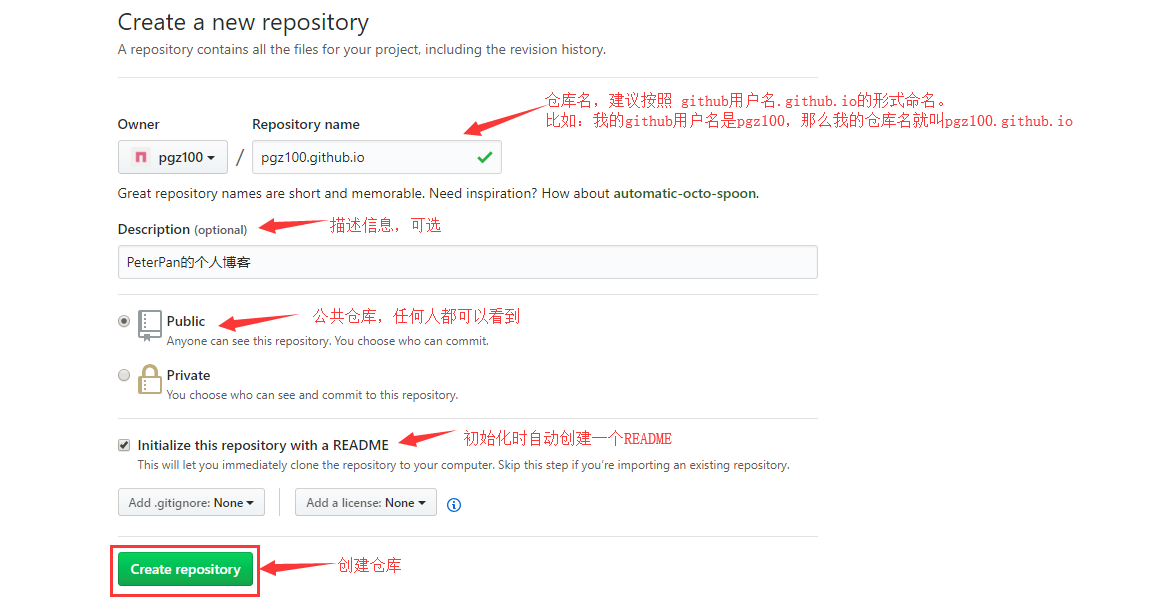 Create a new repository
A repository contains all the files for your project, including the revision history.
仓库名，建议按照 github用户名.github.io的形式命名。
比如：我的github用户名是pgz100，那么我的仓库名就叫pgz100.github.io
Owner
Repository name
pgz100 / pgz100.github.io
Great repository names are short and memorable. Need inspiration? How about automatic-octo-spoon.
Description (optional)
描述信息，可选
PeterPan的个人博客
Public
公共仓库，任何人都可以看到
Anyone can see this repository. You choose who can commit.
Private
You choose who can see and commit to this repository.
Initialize this repository with a README
初始化时自动创建一个README
This will let you immediately clone the repository to your computer. Skip this step if you’re importing an existing repository.
Add .gitignore: None
Add a license: None
Create repository
创建仓库